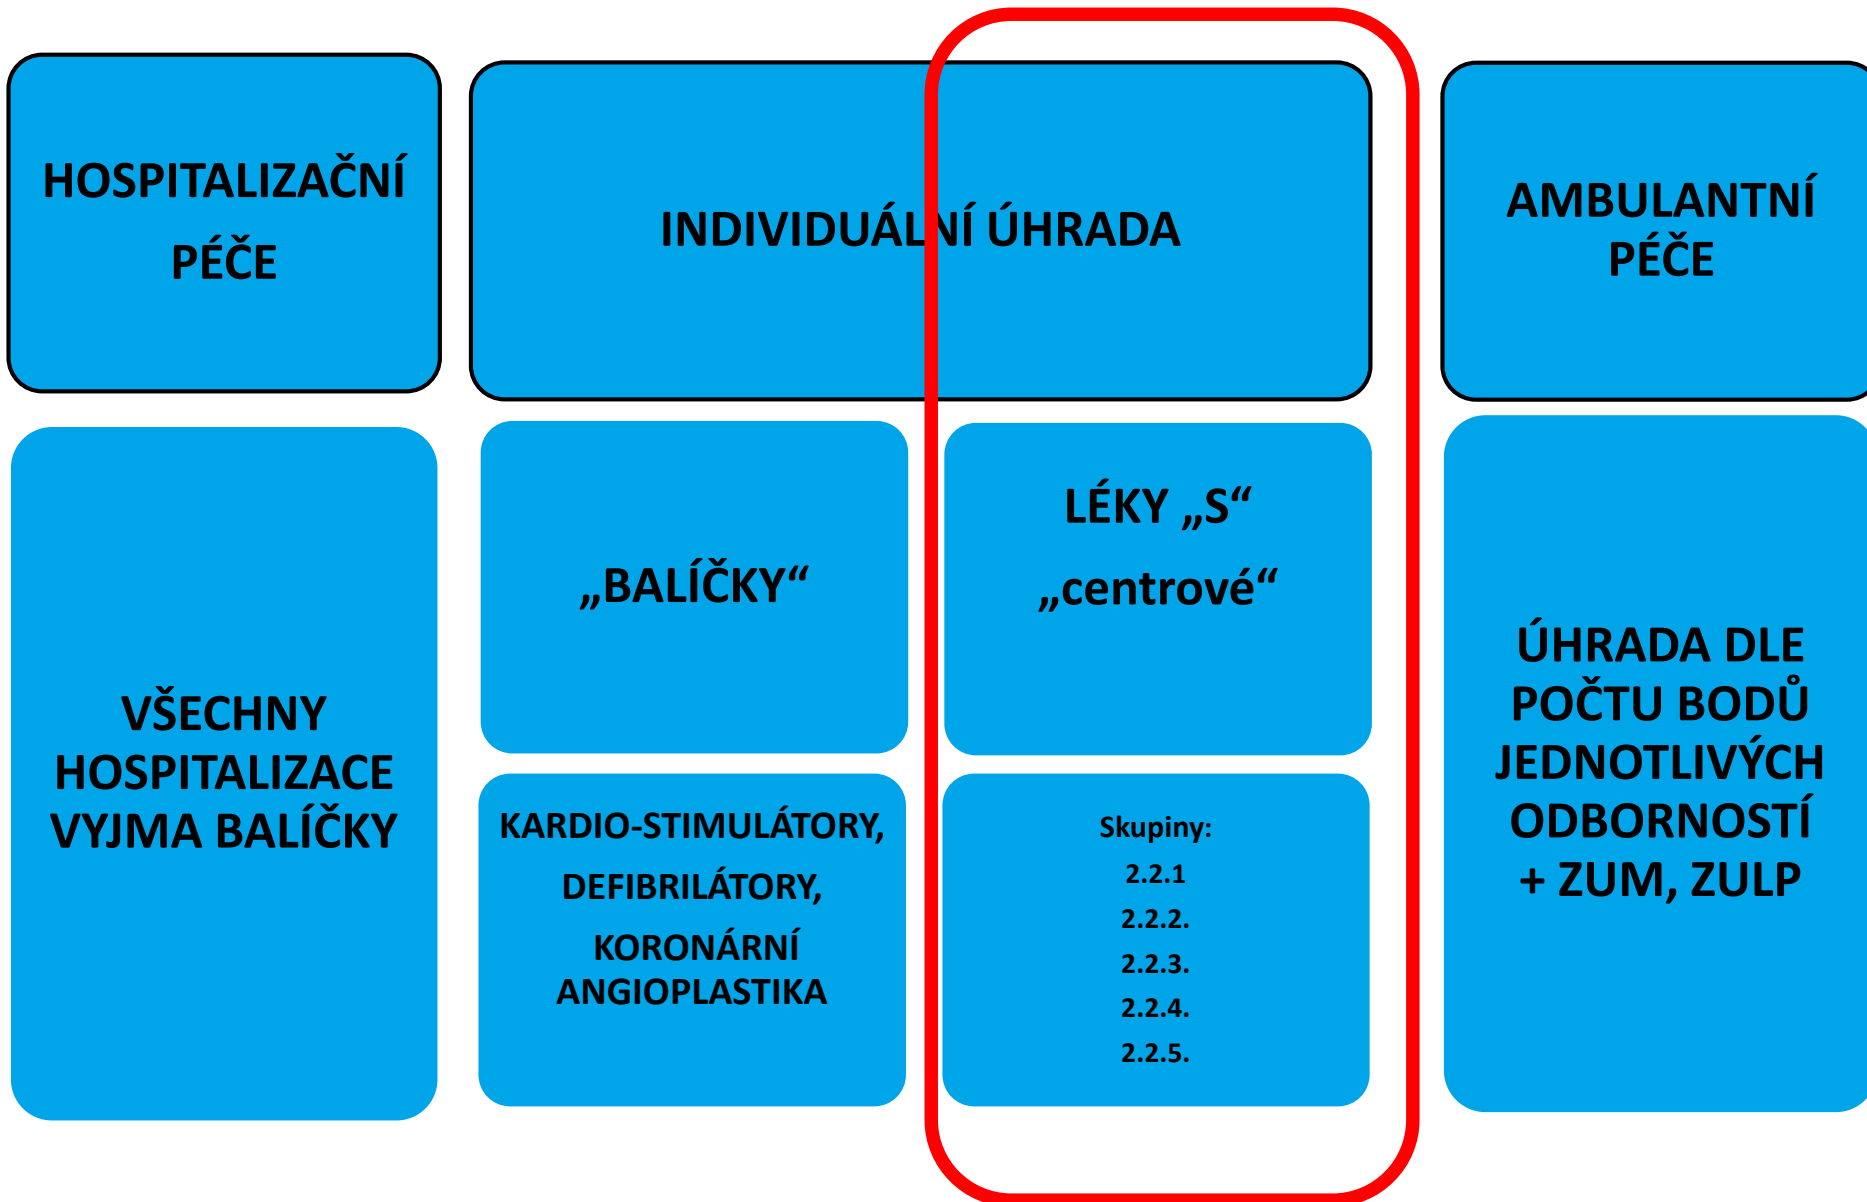 HOSPITALIZAČNÍ
PÉČE
INDIVIDUÁLNÍ ÚHRADA
AMBULANTNÍ
PÉČE
VŠECHNY
HOSPITALIZACE
VYJMA BALÍČKY
„BALÍČKY“
KARDIO-STIMULÁTORY,
DEFIBRILÁTORY,
KORONÁRNÍ
ANGIOPLASTIKA
LÉKY „S“
„centrové“
Skupiny:
2.2.1
2.2.2.
2.2.3.
2.2.4.
2.2.5.
ÚHRADA DLE
POČTU BODŮ
JEDNOTLIVÝCH
ODBORNOSTÍ
+ ZUM, ZULP